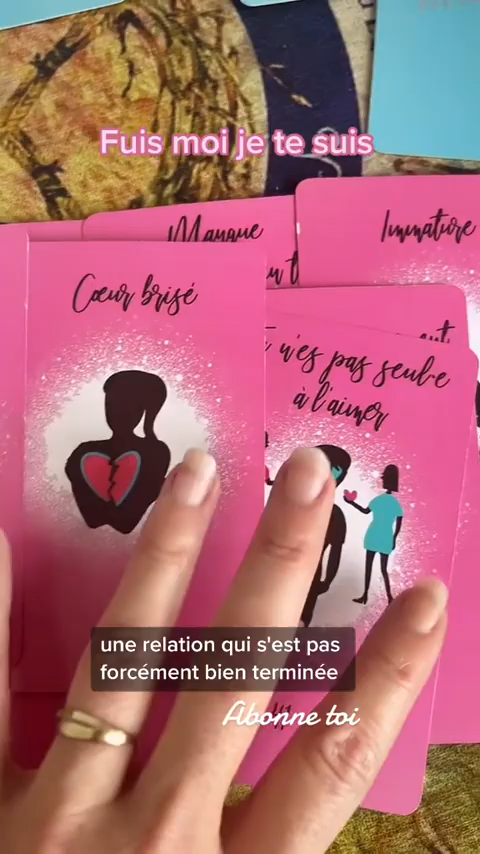 Fuis moi je te suis
Manque
Immature
Cœur brisé
n'es pas seul·e
à l'aimer
une relation qui s'est pas
forcément bien terminée
Abonne toi